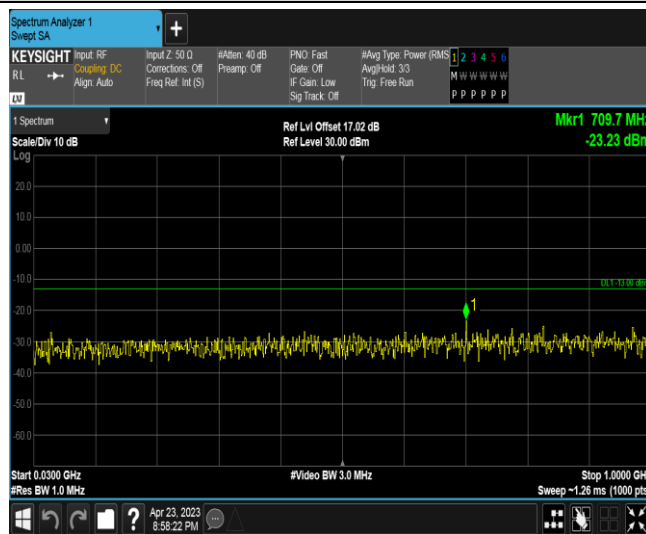 Spectrum Analyzer 1
Swept SA
KEYSIGHT
RL
LXI
Input: RF
Coupling: DC
Align: Auto
Input Z: 50 Ω
Corrections: Off
Freq Ref: Int (S)
#Atten: 40 dB
Preamp: Off
PNO: Fast
Gate: Off
IF Gain: Low
Sig Track: Off
#Avg Type: Power (RMS
Avg|Hold: 3/3
Trig: Free Run
1 2 3 4 5 6
M W W W W W
P P P P P P
1 Spectrum
Scale/Div 10 dB
Log
Ref Lvl Offset 17.02 dB
Ref Level 30.00 dBm
Mkr1 709.7 MHz
-23.23 dBm
20.0
10.0
0.00
-10.0
DL1 -13.00 dBm
-20.0
1
-30.0
-40.0
-50.0
-60.0
Start 0.0300 GHz
#Res BW 1.0 MHz
#Video BW 3.0 MHz
Stop 1.0000 GH
Sweep ~1.26 ms (1000 pts
?
Apr 23, 2023
8:58:22 PM